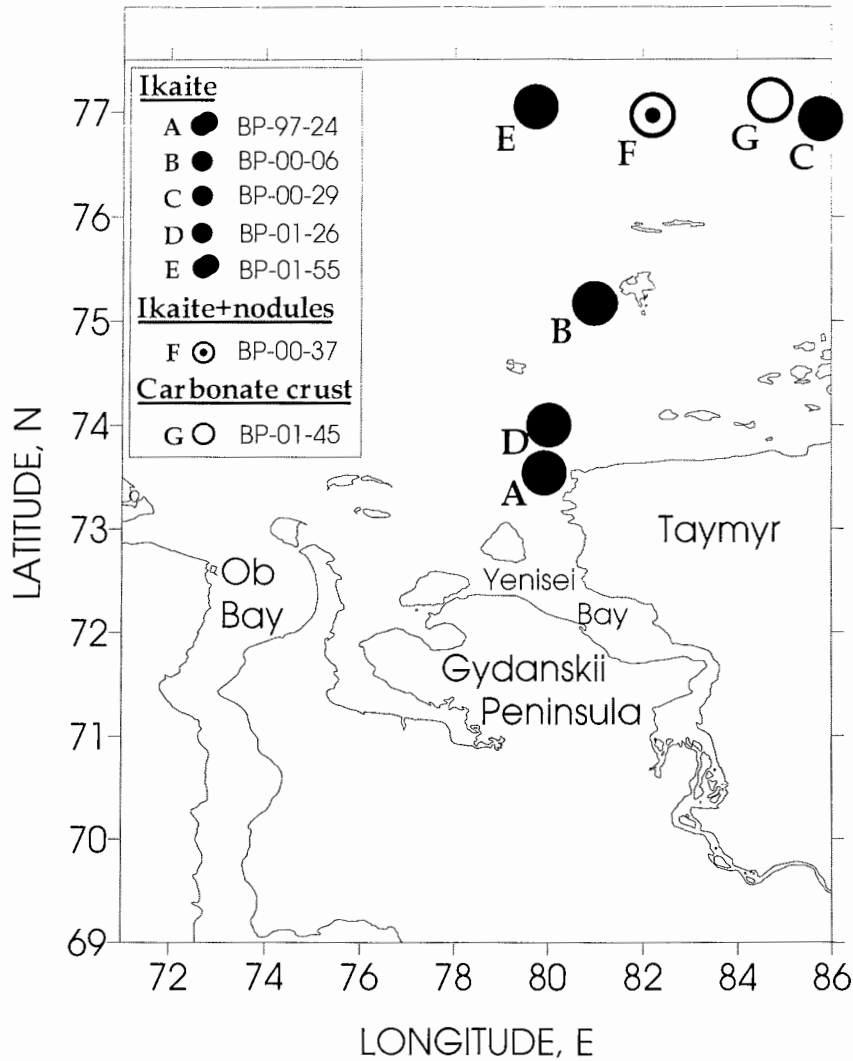 Ikaite
A BP-97-24
B BP-00-06
C BP-00-29
D BP-01-26
E BP-01-55
Ikaite+nodules
F BP-00-37
Carbonate crust
G BP-01-45
E
F
G
C
B
D
A
Taymyr
Ob
Bay
Yenisei
Bay
Gydanskii
Peninsula
LATITUDE, N
77
76
75
74
73
72
71
70
69
72 74 76 78 80 82 84 86
LONGITUDE, E